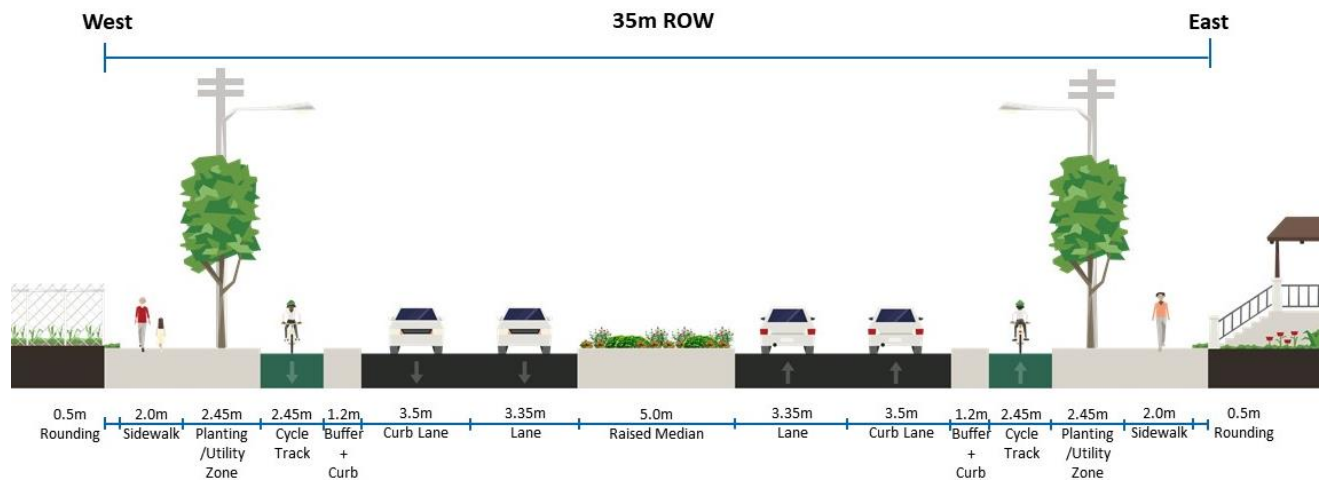 West
35m ROW
East
0.5m
Rounding
2.0m
Sidewalk
2.45m
Planting
/Utility
Zone
2.45m
Cycle
Track
1.2m
Buffer
+
Curb
3.5m
Curb Lane
3.35m
Lane
5.0m
Raised Median
3.35m
Lane
3.5m
Curb Lane
1.2m
Buffer
+
Curb
2.45m
Cycle
Track
2.45m
Planting
/Utility
Zone
2.0m
Sidewalk
0.5m
Rounding